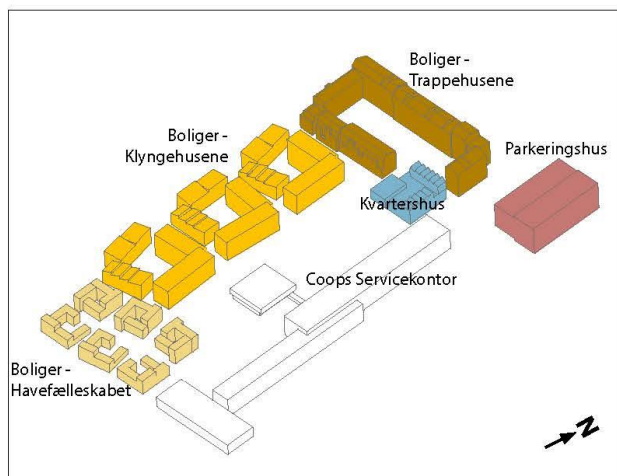 Boliger -
Trappehusene
Boliger -
Klyngehusene
Parkeringshus
Kvartershus
Coops Servicekontor
Boliger -
Havefælleskabet
N